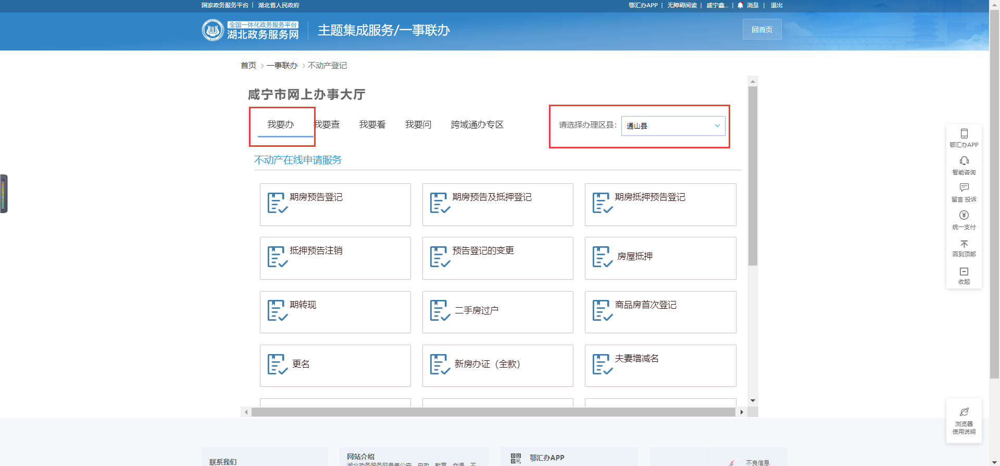 国家政务服务平台 | 湖北省人民政府
鄂汇办APP | 无障碍阅读 | 咸宁鑫... | 消息 | 退出
全国一体化政务服务平台
湖北政务服务网
主题集成服务/一事联办
回首页
首页 > 一事联办 > 不动产登记
咸宁市网上办事大厅
我要办 我要查 我要看 我要问 跨域通办专区
请选择办理区县: 通山县
不动产在线申请服务
期房预告登记
期房预告及抵押登记
期房抵押预告登记
抵押预告注销
预告登记的变更
房屋抵押
期转现
二手房过户
商品房首次登记
更名
新房办证（全款）
夫妻增减名
鄂汇办APP
智能咨询
留言 投诉
统一支付
回到顶部
收起
浏览器
使用说明
联系我们
网站介绍
鄂汇办APP
不良信息